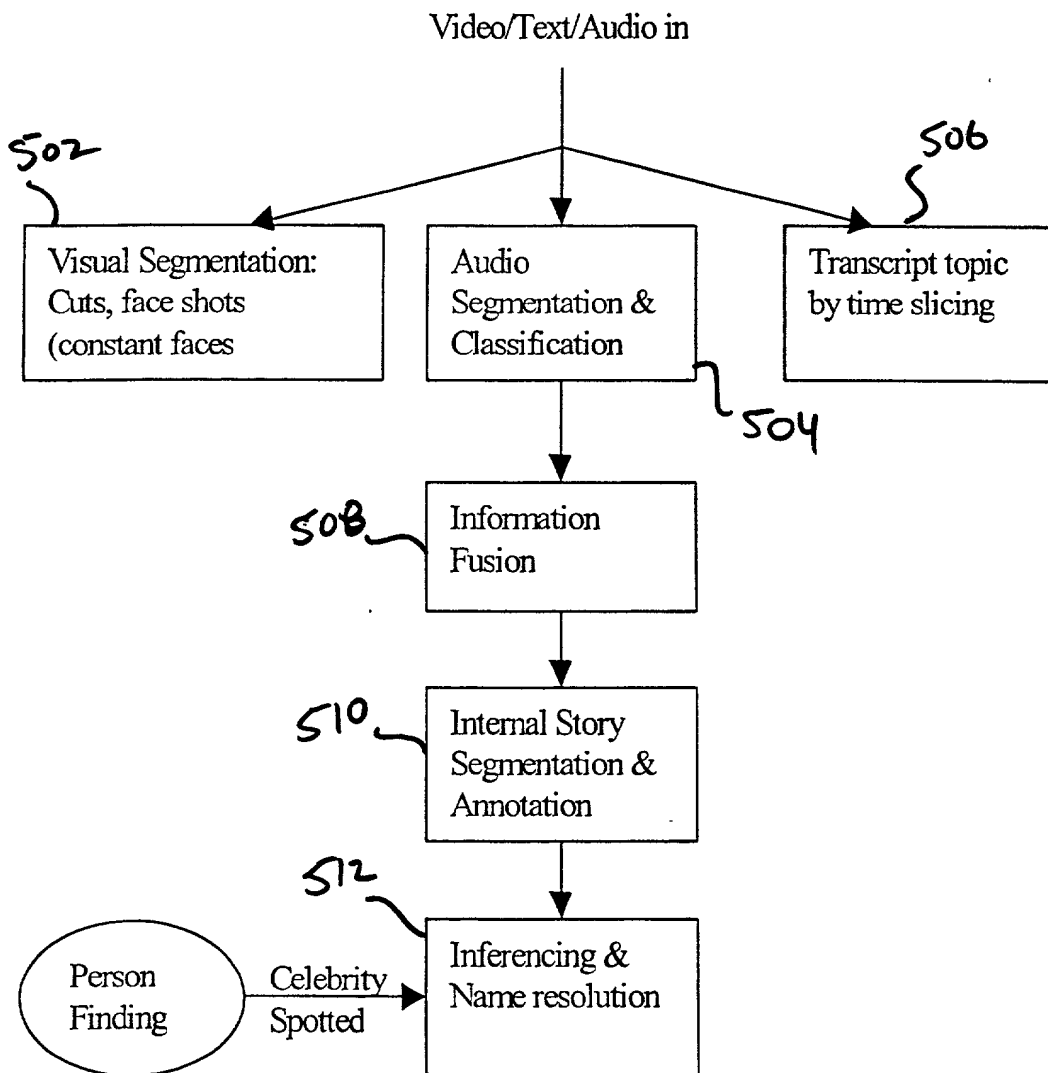 Video/Text/Audio in
502
506
Visual Segmentation:
Cuts, face shots
(constant faces
Audio
Segmentation &
Classification
Transcript topic
by time slicing
504
508
Information
Fusion
510
Internal Story
Segmentation &
Annotation
512
Inferencing &
Name resolution
Person
Finding
Celebrity
Spotted